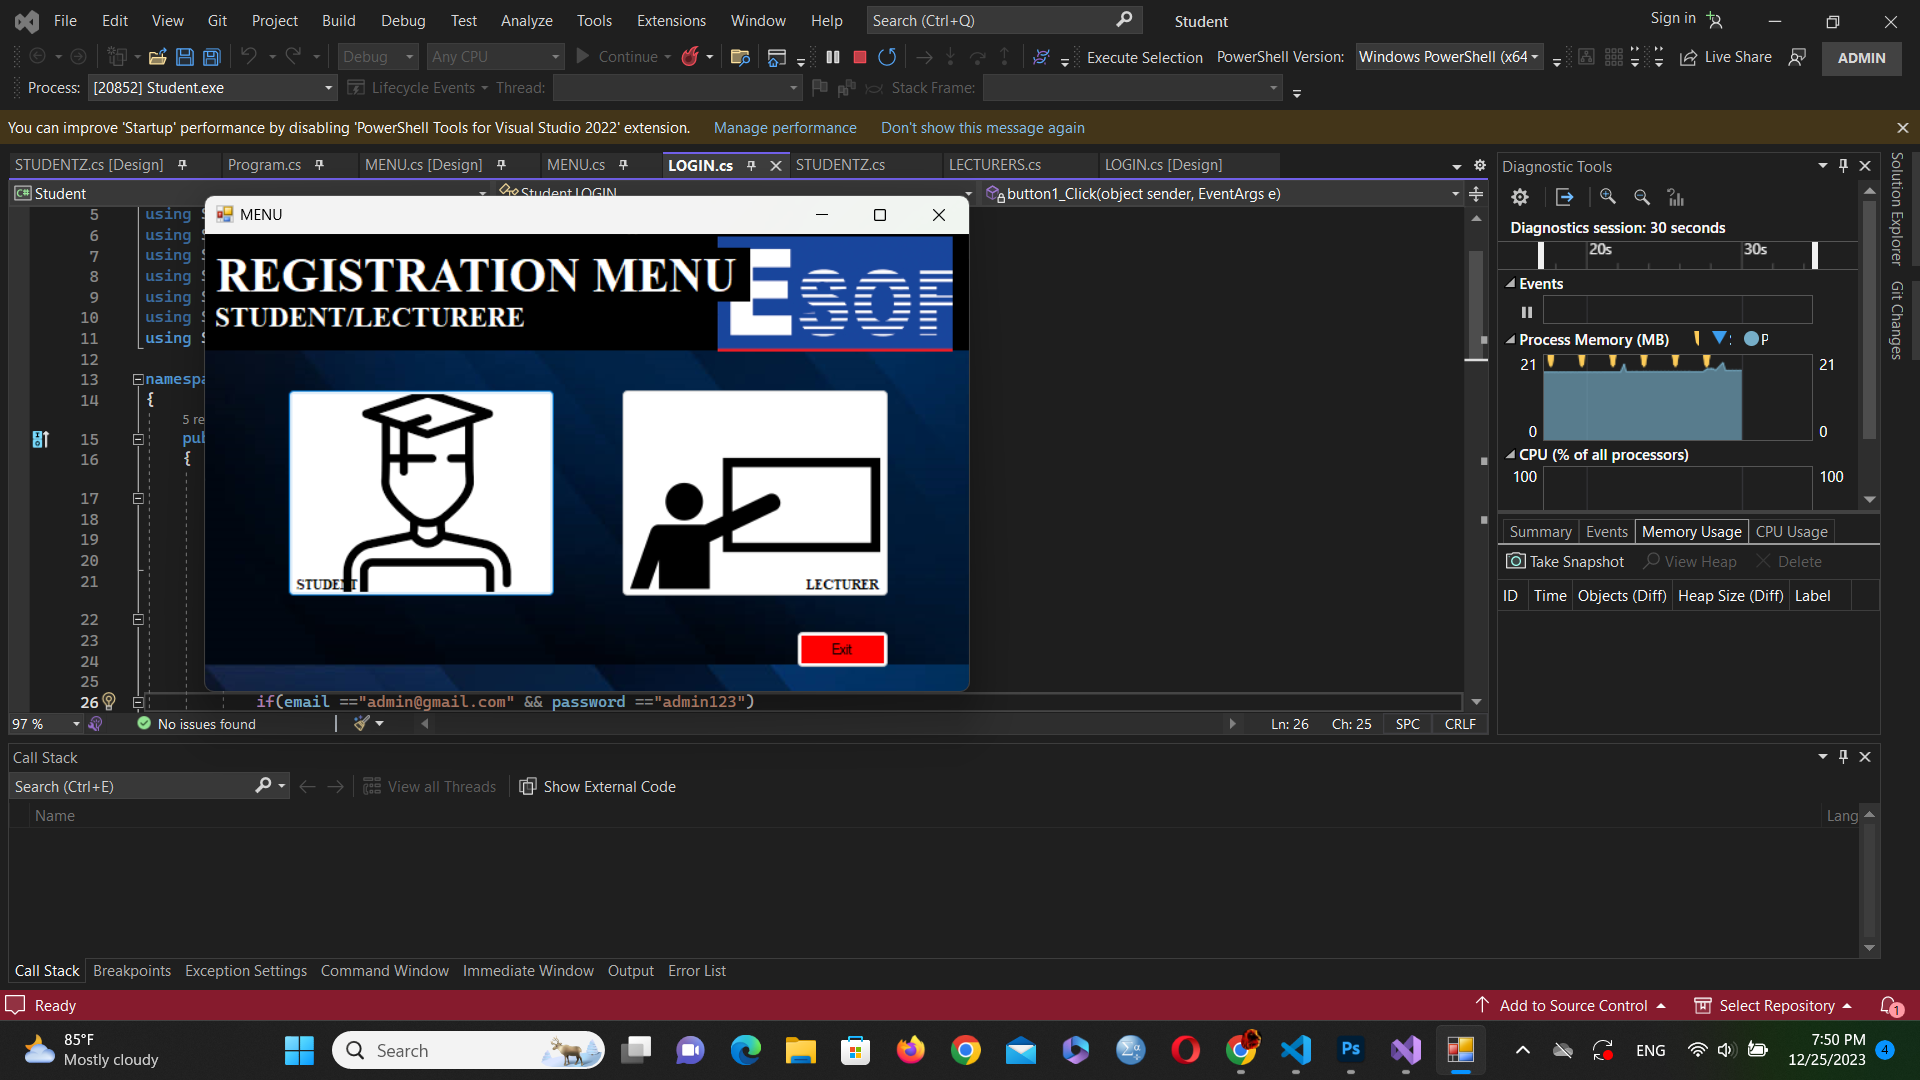 File Edit View Git Project Build Debug Test Analyze Tools Extensions Window Help Search (Ctrl+Q) Student Sign in
Debug Any CPU Continue Execute Selection PowerShell Version: Windows PowerShell (x64 Live Share ADMIN
Process: [20852] Student.exe Lifecycle Events Thread: Stack Frame:
You can improve 'Startup' performance by disabling 'PowerShell Tools for Visual Studio 2022' extension. Manage performance Don't show this message again
STUDENTZ.cs [Design] Program.cs MENU.cs [Design] MENU.cs LOGIN.cs STUDENTZ.cs LECTURERS.cs LOGIN.cs [Design]
Student Student.LOGIN button1_Click(object sender, EventArgs e)
MENU
REGISTRATION MENU
STUDENT/LECTURERE
ESOF
STUDENT
LECTURER
Exit
5 using S
6 using S
7 using S
8 using S
9 using S
10 using S
11 using S
12
13 namespa
14 {
5 re
15 pub
16 {
17
18
19
20
21
22
23
24
25
26 if(email =="admin@gmail.com" && password =="admin123")
97 % No issues found Ln: 26 Ch: 25 SPC CRLF
Diagnostic Tools
Diagnostics session: 30 seconds
20s 30s
Events
Process Memory (MB) P
21 21
0 0
CPU (% of all processors)
100 100
Summary Events Memory Usage CPU Usage
Take Snapshot View Heap Delete
ID Time Objects (Diff) Heap Size (Diff) Label
Solution Explorer
Git Changes
Call Stack
Search (Ctrl+E) View all Threads Show External Code
Name Lang
Call Stack Breakpoints Exception Settings Command Window Immediate Window Output Error List
Ready Add to Source Control Select Repository 1
85°F
Mostly cloudy
Search
Ps
ENG
7:50 PM
12/25/2023
4